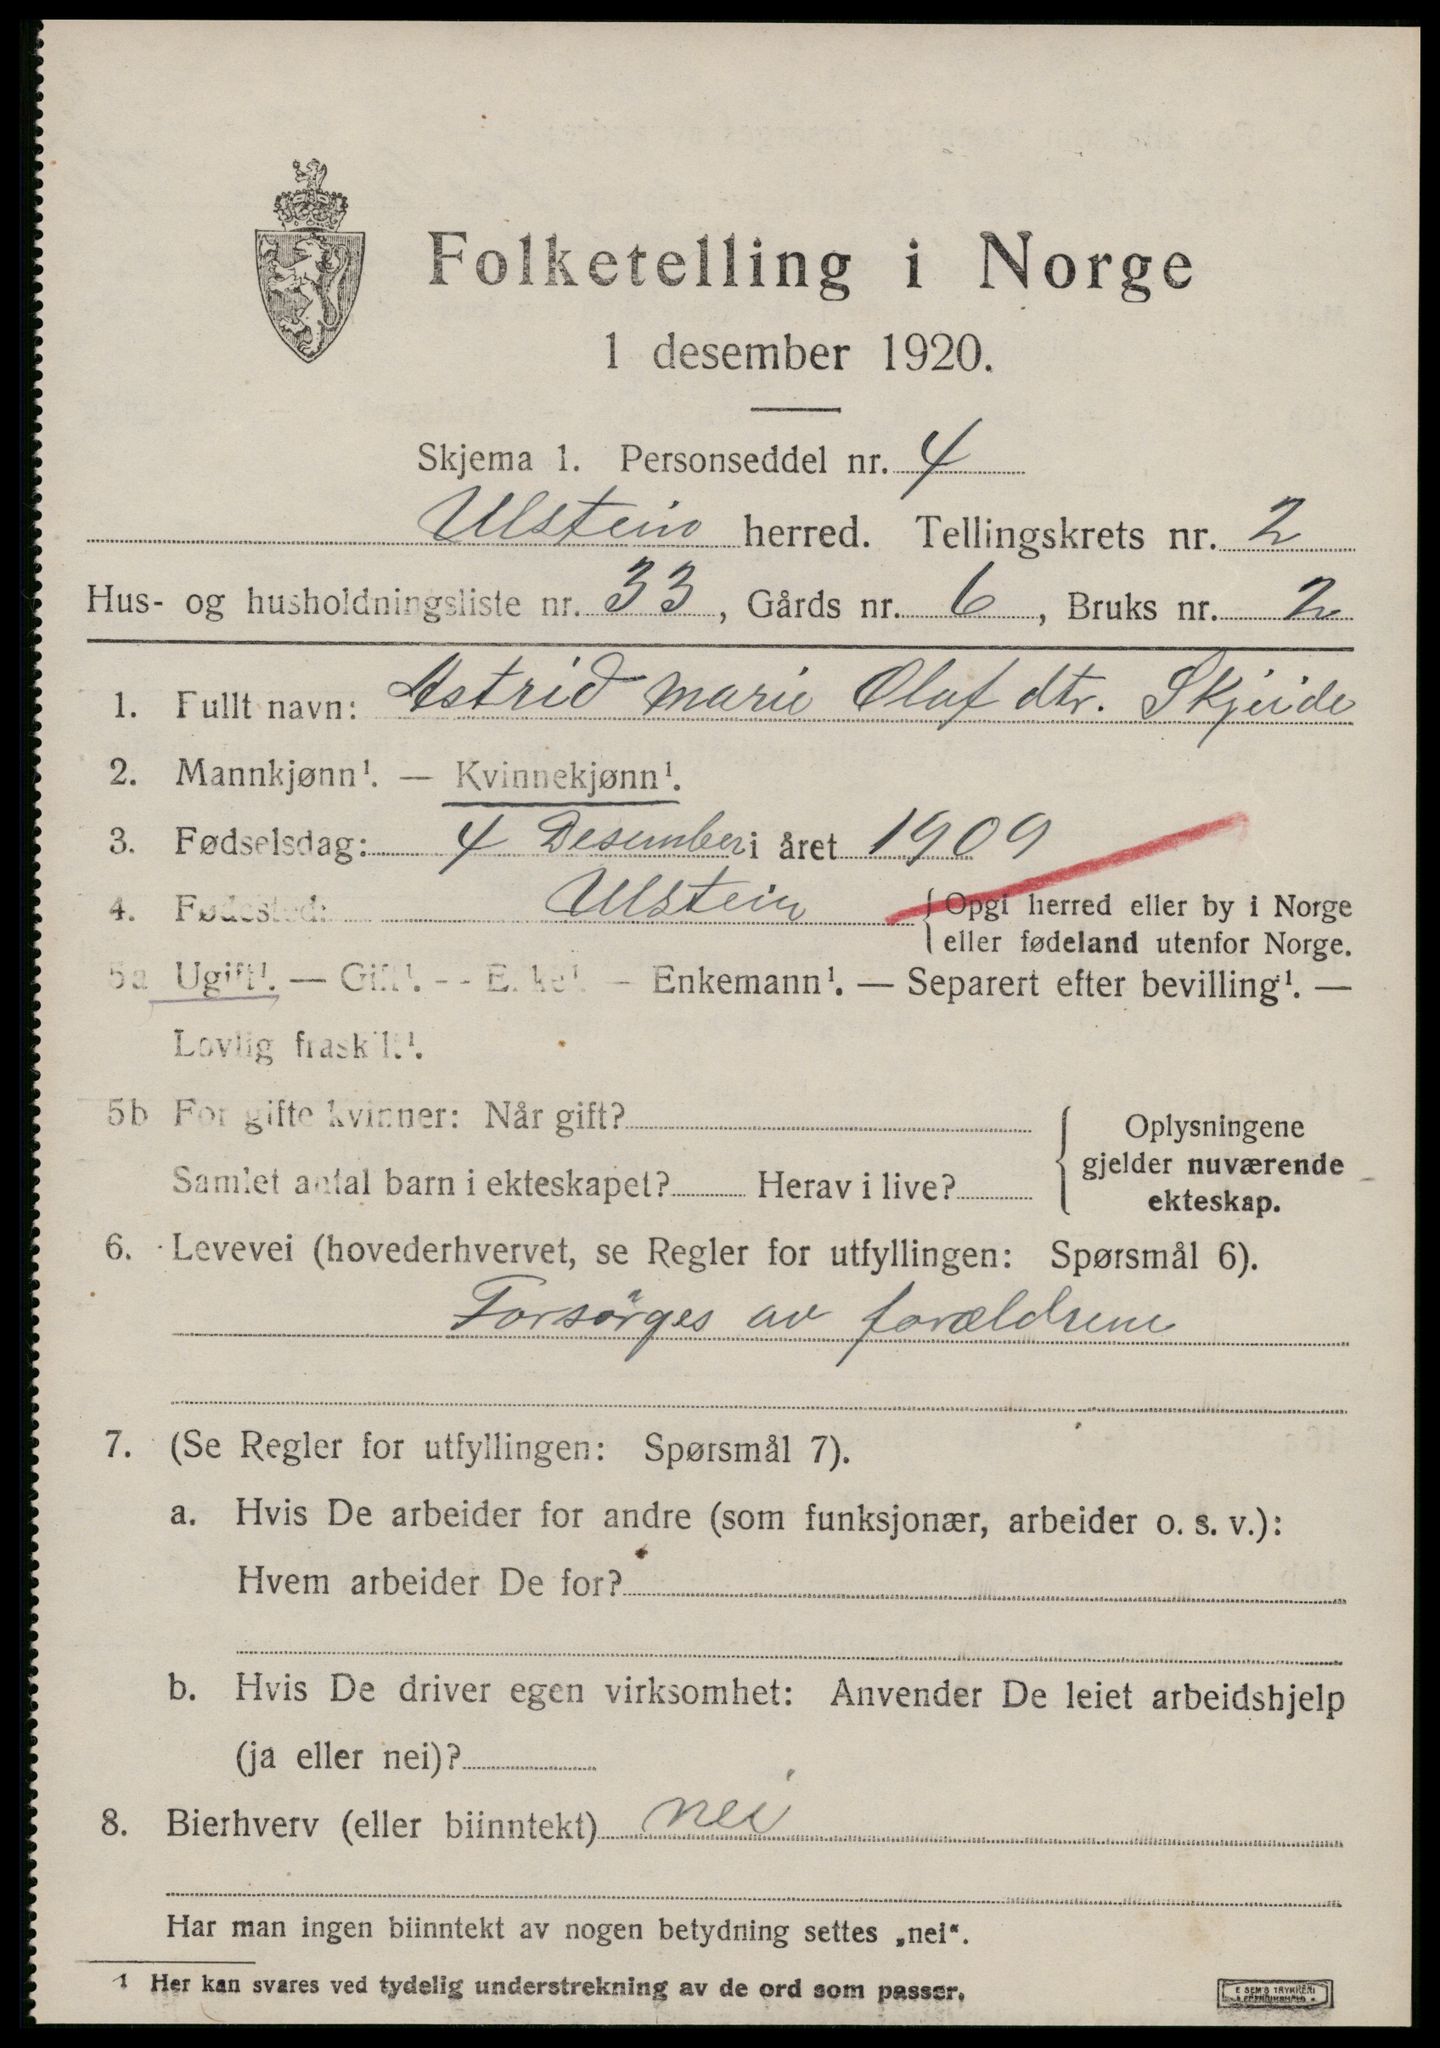 Folketelling i Norge
1 desember 1920.
Skjema 1. Personseddel nr. 4
Ulstein herred. Tellingskrets nr. 2
Hus- og husholdningsliste nr. 33, Gårds nr. 6, Bruks nr. 2
1. Fullt navn: Astrid Marie Olaf dtr. Skjeide
2. Mannkjønn¹. — Kvinnekjønn¹.
3. Fødselsdag: 4 Desember i året 1909
4. Fødested: Ulstein { Opgi herred eller by i Norge
eller fødeland utenfor Norge.
5a Ugift¹. — Gift¹. — Enke¹. — Enkemann¹. — Separert efter bevilling¹. —
Lovlig fraskilt¹.
5b For gifte kvinner: Når gift?
Samlet antal barn i ekteskapet? Herav i live?
{ Oplysningene
gjelder nuværende
ekteskap.
6. Levevei (hovederhvervet, se Regler for utfyllingen: Spørsmål 6).
Forsörges av forældrene
7. (Se Regler for utfyllingen: Spørsmål 7).
a. Hvis De arbeider for andre (som funksjonær, arbeider o. s. v.):
Hvem arbeider De for?
b. Hvis De driver egen virksomhet: Anvender De leiet arbeidshjelp
(ja eller nei)?
8. Bierhverv (eller biinntekt) nei
Har man ingen biinntekt av nogen betydning settes „nei“.
¹ Her kan svares ved tydelig understrekning av de ord som passer.